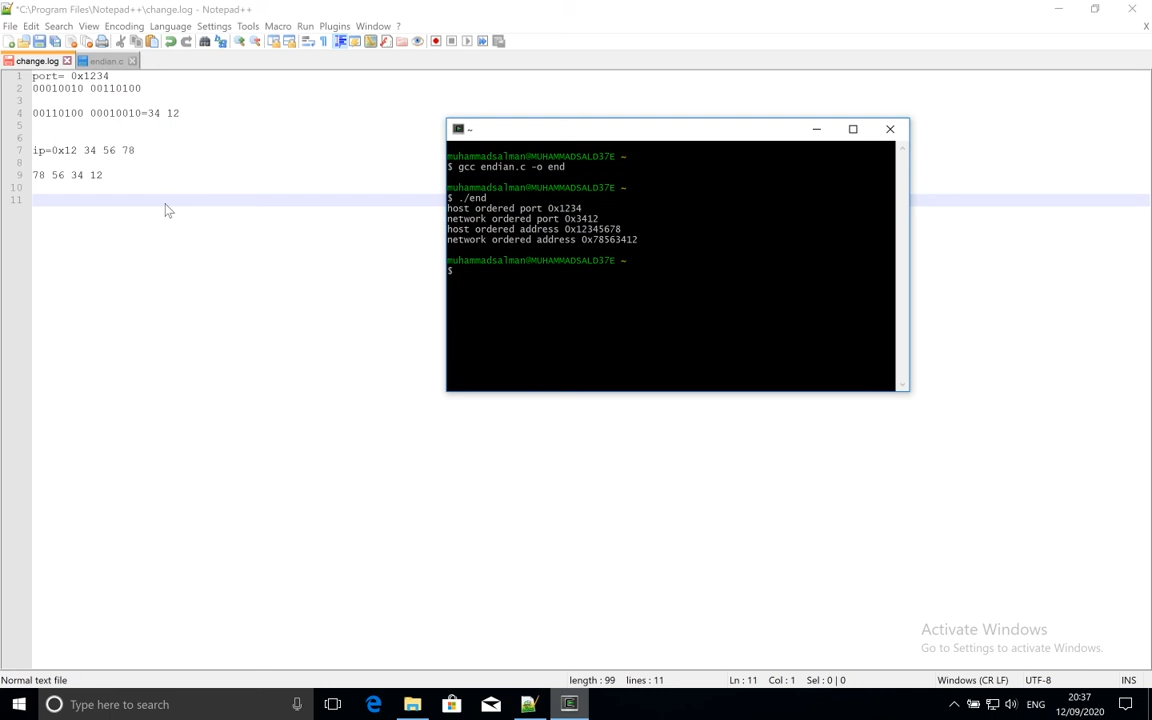 *C:\Program Files\Notepad++\change.log - Notepad++
File Edit Search View Encoding Language Settings Tools Macro Run Plugins Window ?
X
change.log endian.c
1 port= 0x1234
2 00010010 00110100
3
4 00110100 00010010=34 12
5
6
7 ip=0x12 34 56 78
8
9 78 56 34 12
10
11
~
muhammadsalman@MUHAMMADSALD37E ~
$ gcc endian.c -o end
muhammadsalman@MUHAMMADSALD37E ~
$ ./end
host ordered port 0x1234
network ordered port 0x3412
host ordered address 0x12345678
network ordered address 0x78563412
muhammadsalman@MUHAMMADSALD37E ~
$
Activate Windows
Go to Settings to activate Windows.
Normal text file length : 99 lines : 11 Ln : 11 Col : 1 Sel : 0 | 0 Windows (CR LF) UTF-8 INS
Type here to search
ENG
20:37
12/09/2020